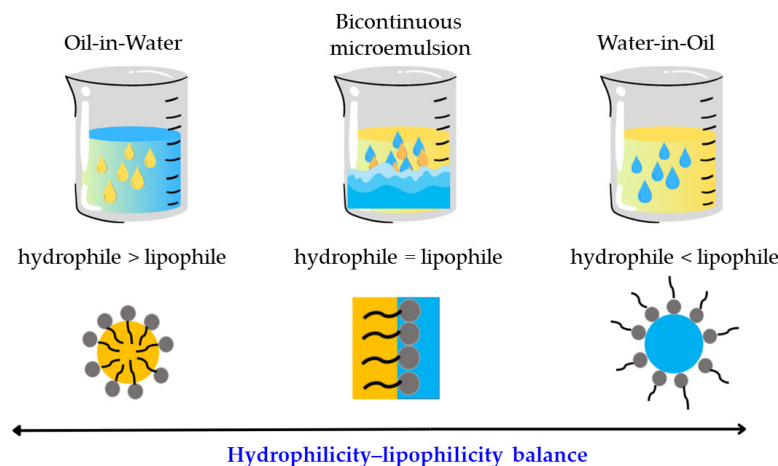 Oil-in-Water
Bicontinuous
microemulsion
Water-in-Oil
hydrophile > lipophile
hydrophile = lipophile
hydrophile < lipophile
Hydrophilicity–lipophilicity balance